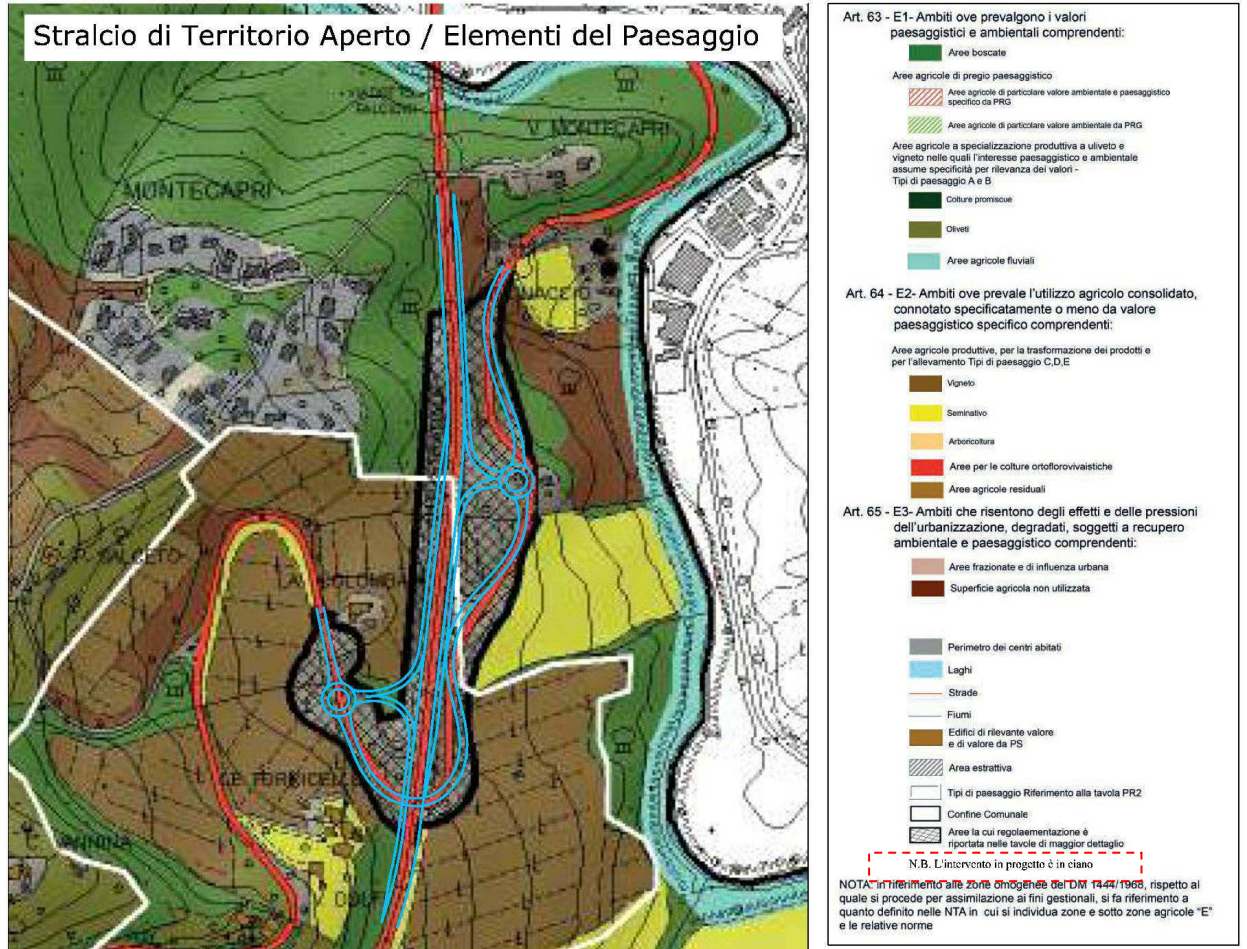 Stralcio di Territorio Aperto / Elementi del Paesaggio
V. MONTECAPRI
MONTECAPRI
LA COLOMBA
LE FORNICELLE
ANNINA
Art. 63 - E1- Ambiti ove prevalgono i valori
paesaggistici e ambientali comprendenti:
Aree boscate
Aree agricole di pregio paesaggistico
Aree agricole di particolare valore ambientale e paesaggistico
specifico da PRG
Aree agricole di particolare valore ambientale da PRG
Aree agricole a specializzazione produttiva a uliveto e
vigneto nelle quali l'interesse paesaggistico e ambientale
assume specificità per rilevanza dei valori -
Tipi di paesaggio A e B
Colture promiscue
Oliveti
Aree agricole fluviali
Art. 64 - E2- Ambiti ove prevale l'utilizzo agricolo consolidato,
connotato specificatamente o meno da valore
paesaggistico specifico comprendenti:
Aree agricole produttive, per la trasformazione dei prodotti e
per l'allevamento Tipi di paesaggio C,D,E
Vigneto
Seminativo
Arboricoltura
Aree per le colture ortoflorovivaistiche
Aree agricole residuali
Art. 65 - E3- Ambiti che risentono degli effetti e delle pressioni
dell'urbanizzazione, degradati, soggetti a recupero
ambientale e paesaggistico comprendenti:
Aree frazionate e di influenza urbana
Superficie agricola non utilizzata
Perimetro dei centri abitati
Laghi
Strade
Fiumi
Edifici di rilevante valore
e di valore da PS
Area estrattiva
Tipi di paesaggio Riferimento alla tavola PR2
Confine Comunale
Aree la cui regolaementazione è
riportata nelle tavole di maggior dettaglio
N.B. L'intervento in progetto è in ciano
NOTA: in riferimento alle zone omogenee del DM 1444/1968, rispetto al
quale si procede per assimilazione ai fini gestionali, si fa riferimento a
quanto definito nelle NTA in cui si individua zone e sotto zone agricole "E"
e le relative norme